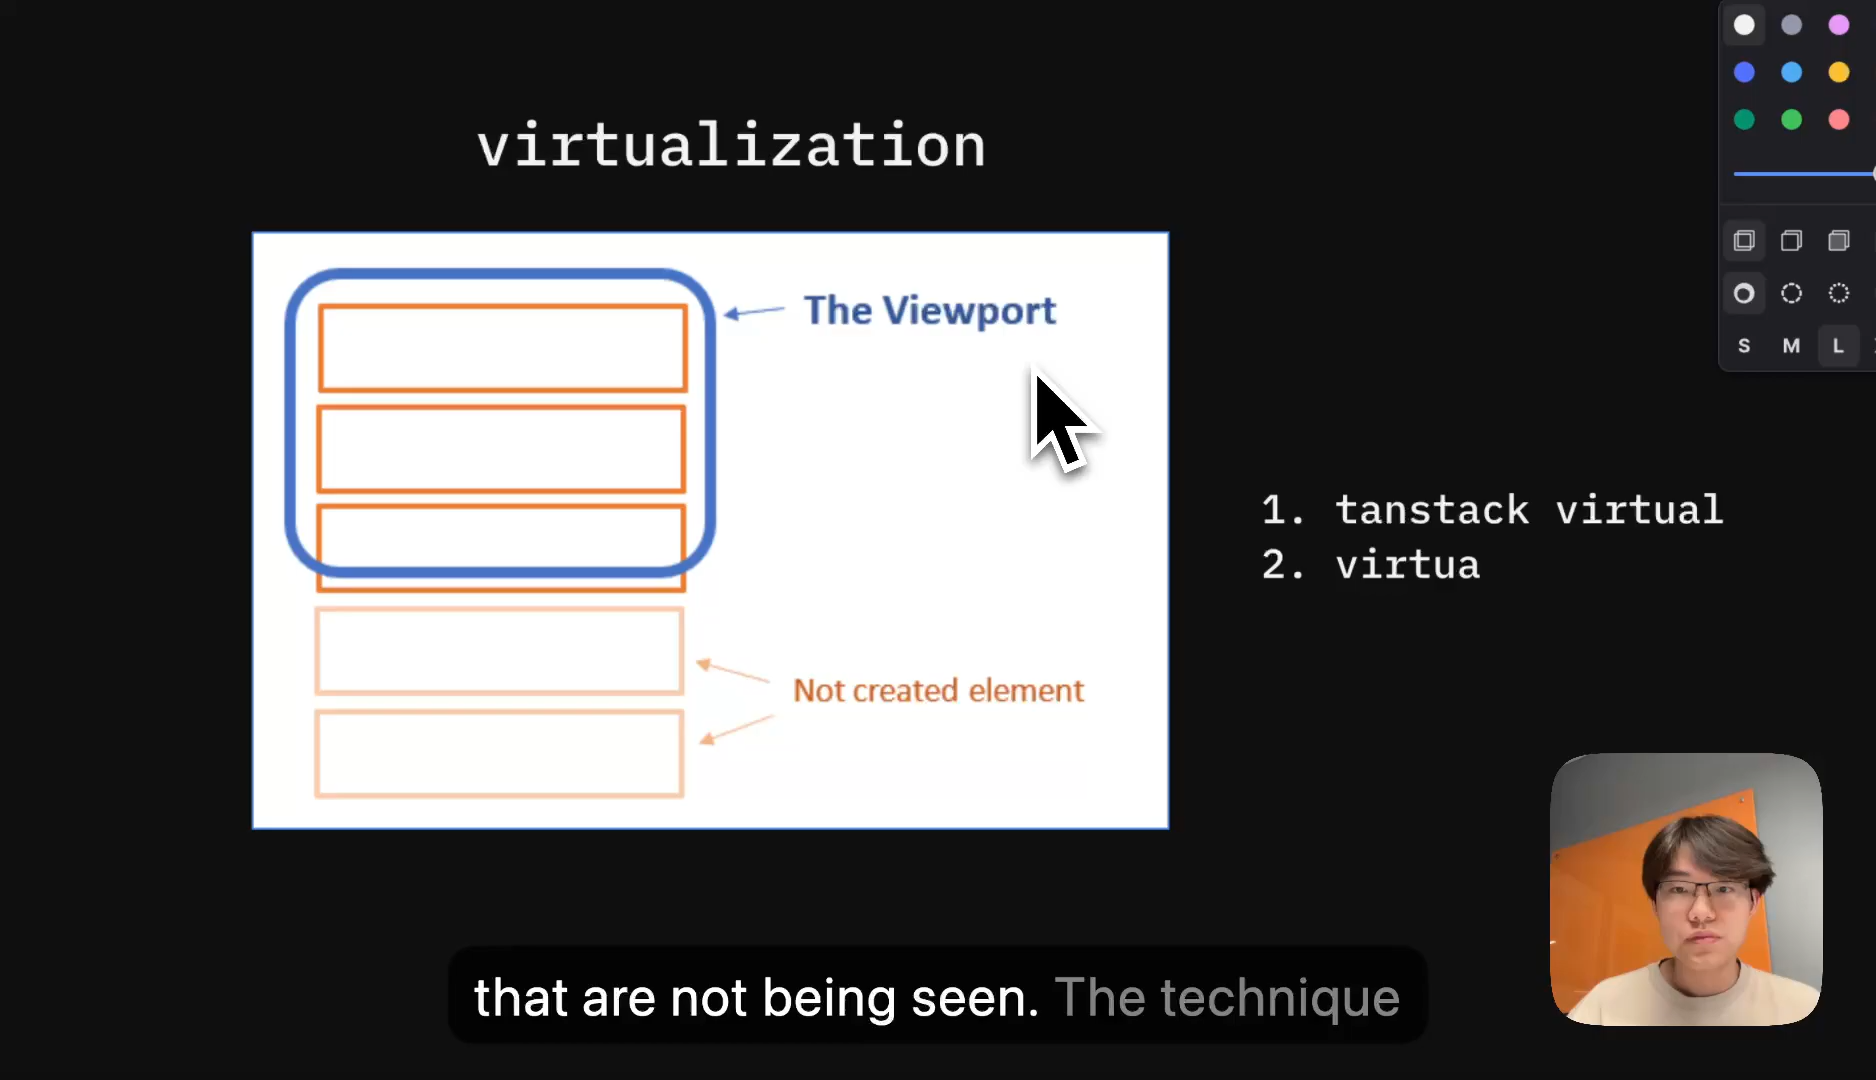 virtualization
The Viewport
1. tanstack virtual
2. virtua
Not created element
S M L
that are not being seen. The technique